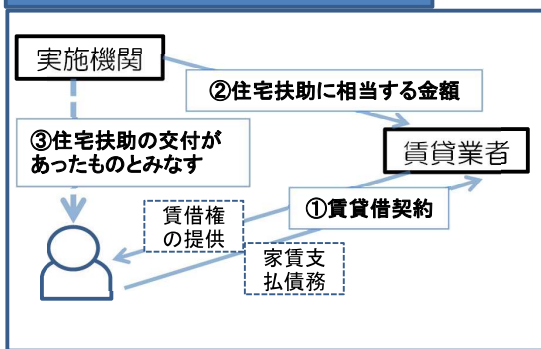 実施機関
②住宅扶助に相当する金額
③住宅扶助の交付が
あったものとみなす
賃貸業者
賃借権
の提供
①賃貸借契約
家賃支
払債務